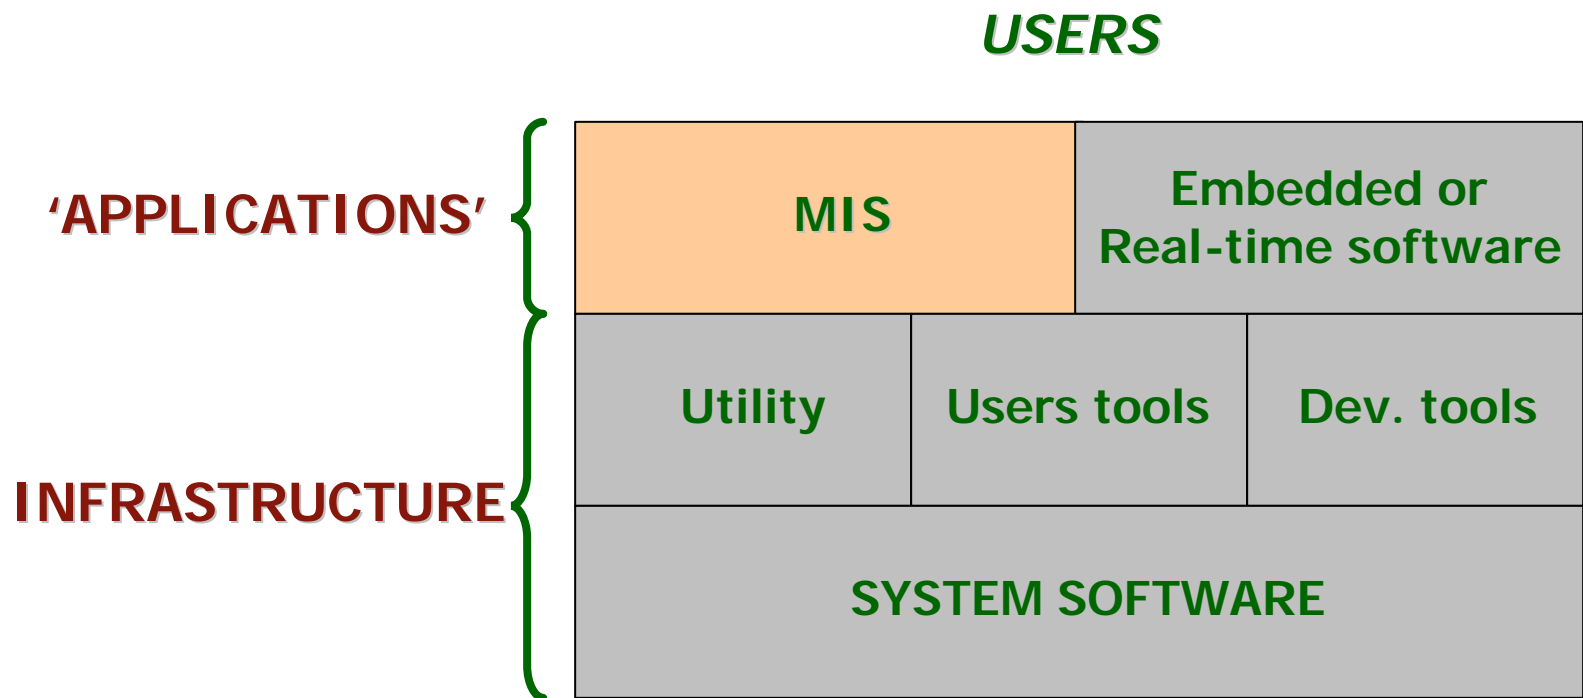 USERS
‘APPLICATIONS’
MIS
Embedded or
Real-time software
Utility
Users tools
Dev. tools
INFRASTRUCTURE
SYSTEM SOFTWARE